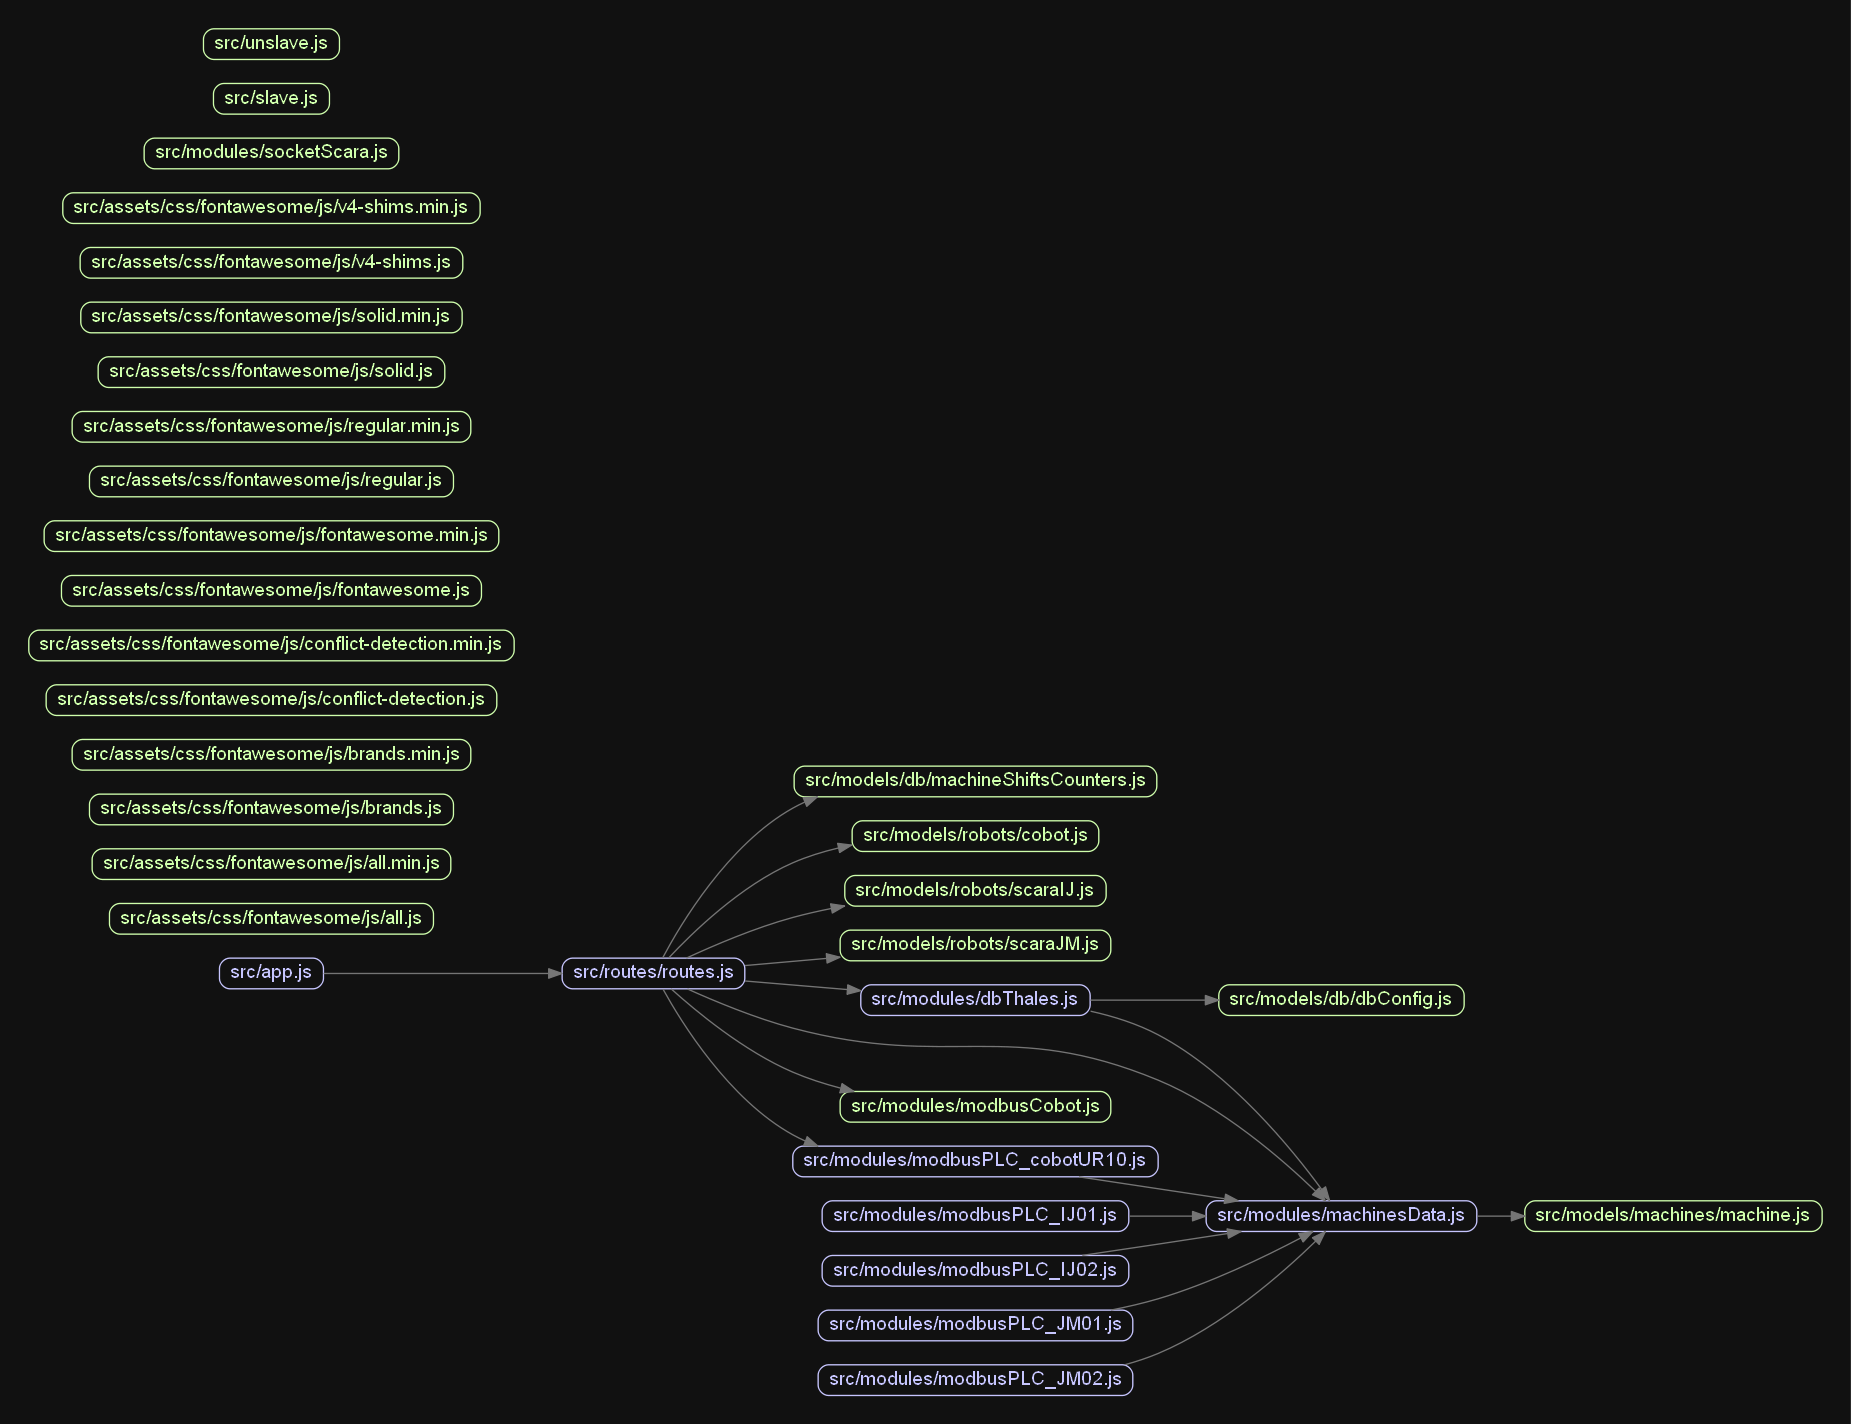 src/unslave.js
src/slave.js
src/modules/socketScara.js
src/assets/css/fontawesome/js/v4-shims.min.js
src/assets/css/fontawesome/js/v4-shims.js
src/assets/css/fontawesome/js/solid.min.js
src/assets/css/fontawesome/js/solid.js
src/assets/css/fontawesome/js/regular.min.js
src/assets/css/fontawesome/js/regular.js
src/assets/css/fontawesome/js/fontawesome.min.js
src/assets/css/fontawesome/js/fontawesome.js
src/assets/css/fontawesome/js/conflict-detection.min.js
src/assets/css/fontawesome/js/conflict-detection.js
src/assets/css/fontawesome/js/brands.min.js
src/assets/css/fontawesome/js/brands.js
src/assets/css/fontawesome/js/all.min.js
src/assets/css/fontawesome/js/all.js
src/app.js
src/routes/routes.js
src/models/db/machineShiftsCounters.js
src/models/robots/cobot.js
src/models/robots/scaraIJ.js
src/models/robots/scaraJM.js
src/modules/dbThales.js
src/models/db/dbConfig.js
src/modules/modbusCobot.js
src/modules/modbusPLC_cobotUR10.js
src/modules/modbusPLC_IJ01.js
src/modules/machinesData.js
src/models/machines/machine.js
src/modules/modbusPLC_IJ02.js
src/modules/modbusPLC_JM01.js
src/modules/modbusPLC_JM02.js